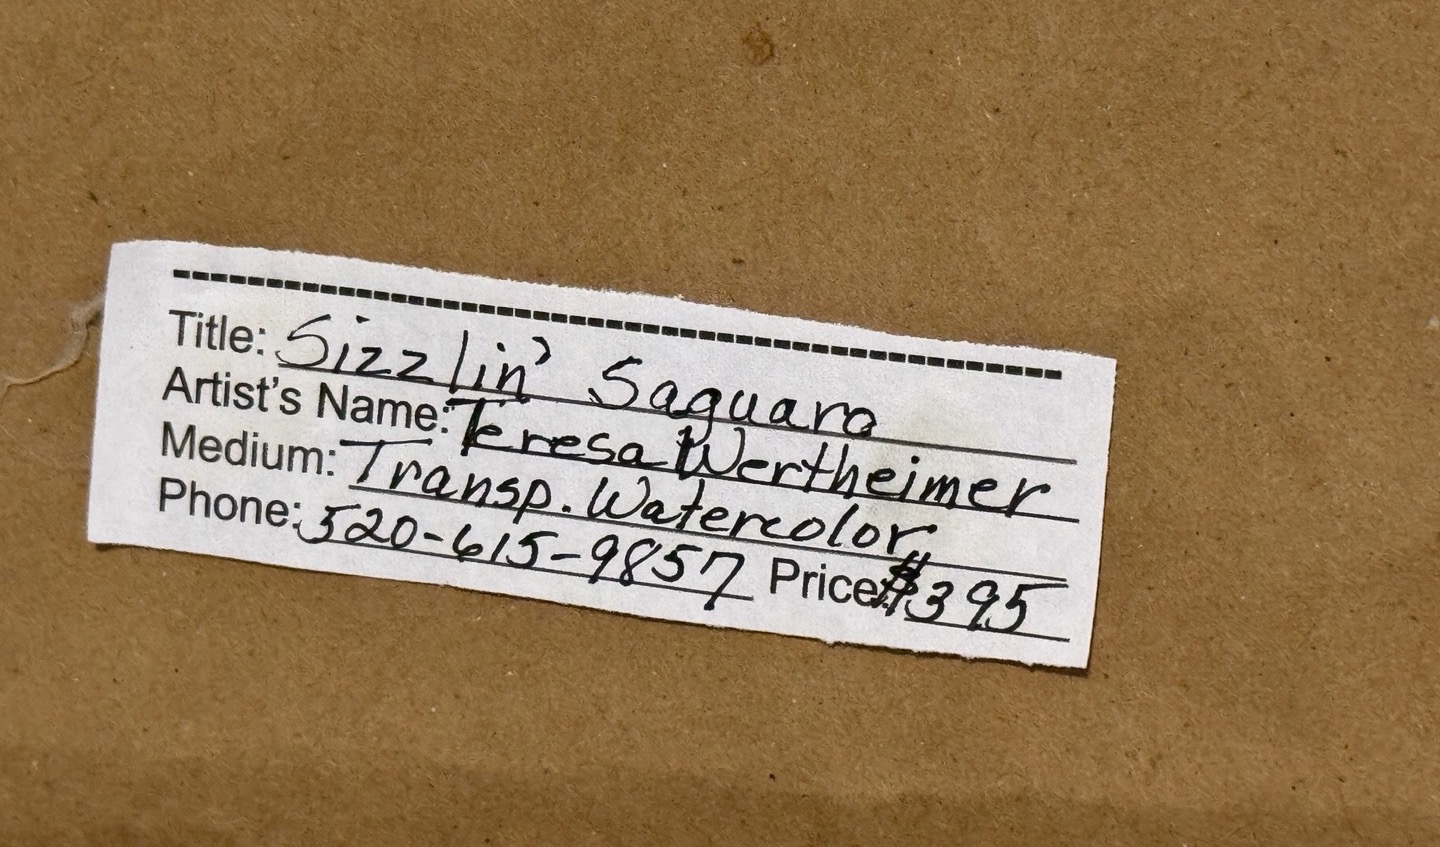 Title: Sizzlin' Saguaro
Artist's Name: Teresa Wertheimer
Medium: Transp. Watercolor
Phone: 520-615-9857 Price: $395